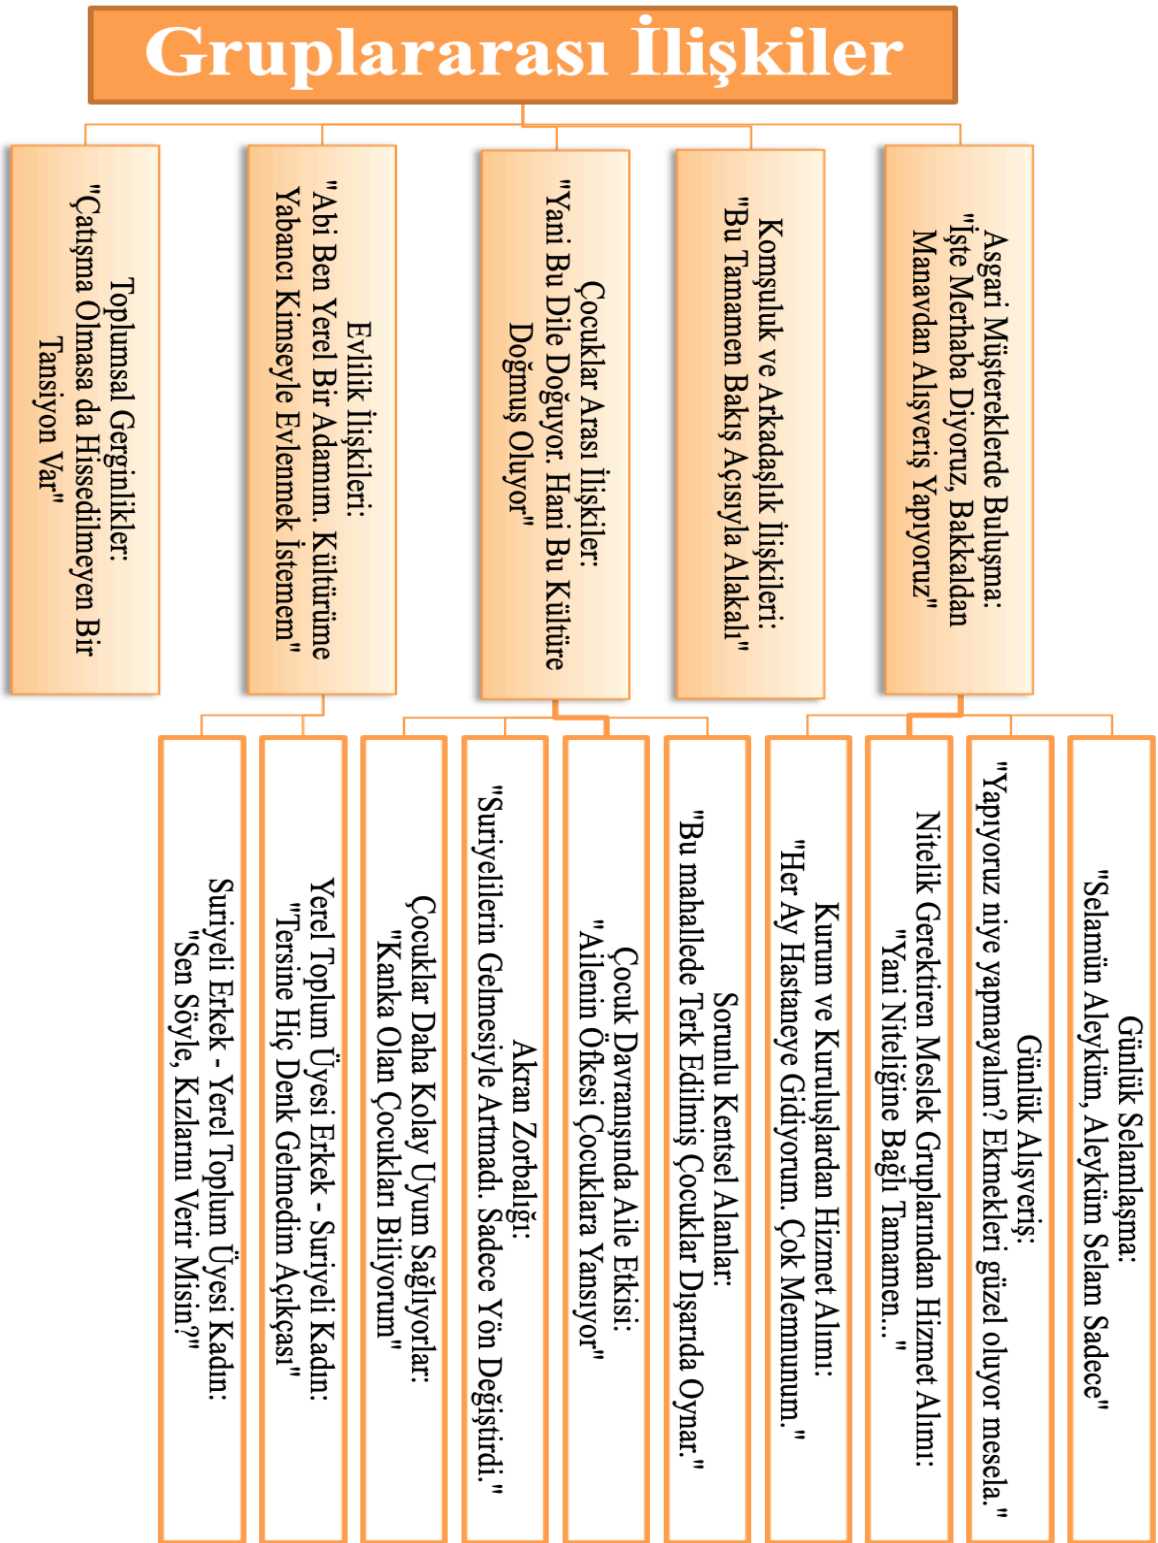 Gruplararası İlişkiler
Asgari Müştereklerde Buluşma:
"İşte Merhaba Diyoruz, Bakkaldan
Manavdan Alışveriş Yapıyoruz"
Günlük Selamlaşma:
"Selamün Aleyküm, Aleyküm Selam Sadece"
Günlük Alışveriş:
"Yapıyoruz niye yapmayalım? Ekmekleri güzel oluyor mesela."
Nitelik Gerektiren Meslek Gruplarından Hizmet Alımı:
"Yani Niteliğine Bağlı Tamamen... "
Kurum ve Kuruluşlardan Hizmet Alımı:
"Her Ay Hastaneye Gidiyorum. Çok Memnunum."
Komşuluk ve Arkadaşlık İlişkileri:
"Bu Tamamen Bakış Açısıyla Alakalı"
Çocuklar Arası İlişkiler:
"Yani Bu Dile Doğuyor. Hani Bu Kültüre
Doğmuş Oluyor"
Sorunlu Kentsel Alanlar:
"Bu mahallede Terk Edilmiş Çocuklar Dışarıda Oynar."
Çocuk Davranışında Aile Etkisi:
"Ailenin Öfkesi Çocuklara Yansıyor"
Akran Zorbalığı:
"Suriyelilerin Gelmesiyle Artmadı. Sadece Yön Değiştirdi."
Çocuklar Daha Kolay Uyum Sağlıyorlar:
"Kanka Olan Çocukları Biliyorum"
Evlilik İlişkileri:
"Abi Ben Yerel Bir Adamım. Kültürüme
Yabancı Kimseyle Evlenmek İstemem"
Yerel Toplum Üyesi Erkek - Suriyeli Kadın:
"Tersine Hiç Denk Gelmedim Açıkçası"
Suriyeli Erkek - Yerel Toplum Üyesi Kadın:
"Sen Söyle, Kızlarını Verir Misin?"
Toplumsal Gerginlikler:
"Çatışma Olmasa da Hissedilmeyen Bir
Tansiyon Var"